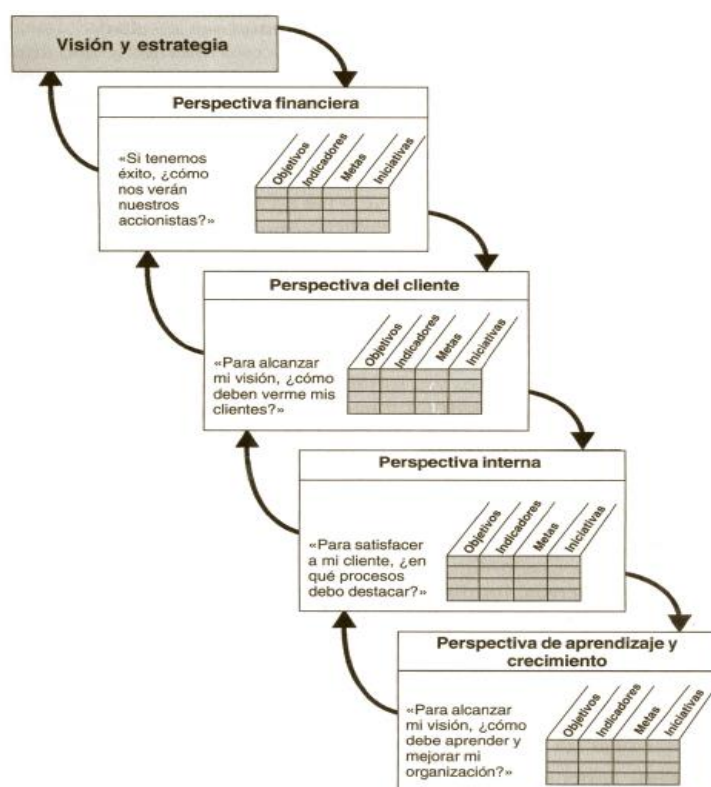 Visión y estrategia
Perspectiva financiera
«Si tenemos
éxito, ¿cómo
nos verán
nuestros
accionistas?»
Objetivos
Indicadores
Metas
Iniciativas
Perspectiva del cliente
«Para alcanzar
mi visión, ¿cómo
deben verme mis
clientes?»
Objetivos
Indicadores
Metas
Iniciativas
Perspectiva interna
«Para satisfacer
a mi cliente, ¿en
qué procesos
debo destacar?»
Objetivos
Indicadores
Metas
Iniciativas
Perspectiva de aprendizaje y
crecimiento
«Para alcanzar
mi visión, ¿cómo
debe aprender y
mejorar mi
organización?»
Objetivos
Indicadores
Metas
Iniciativas